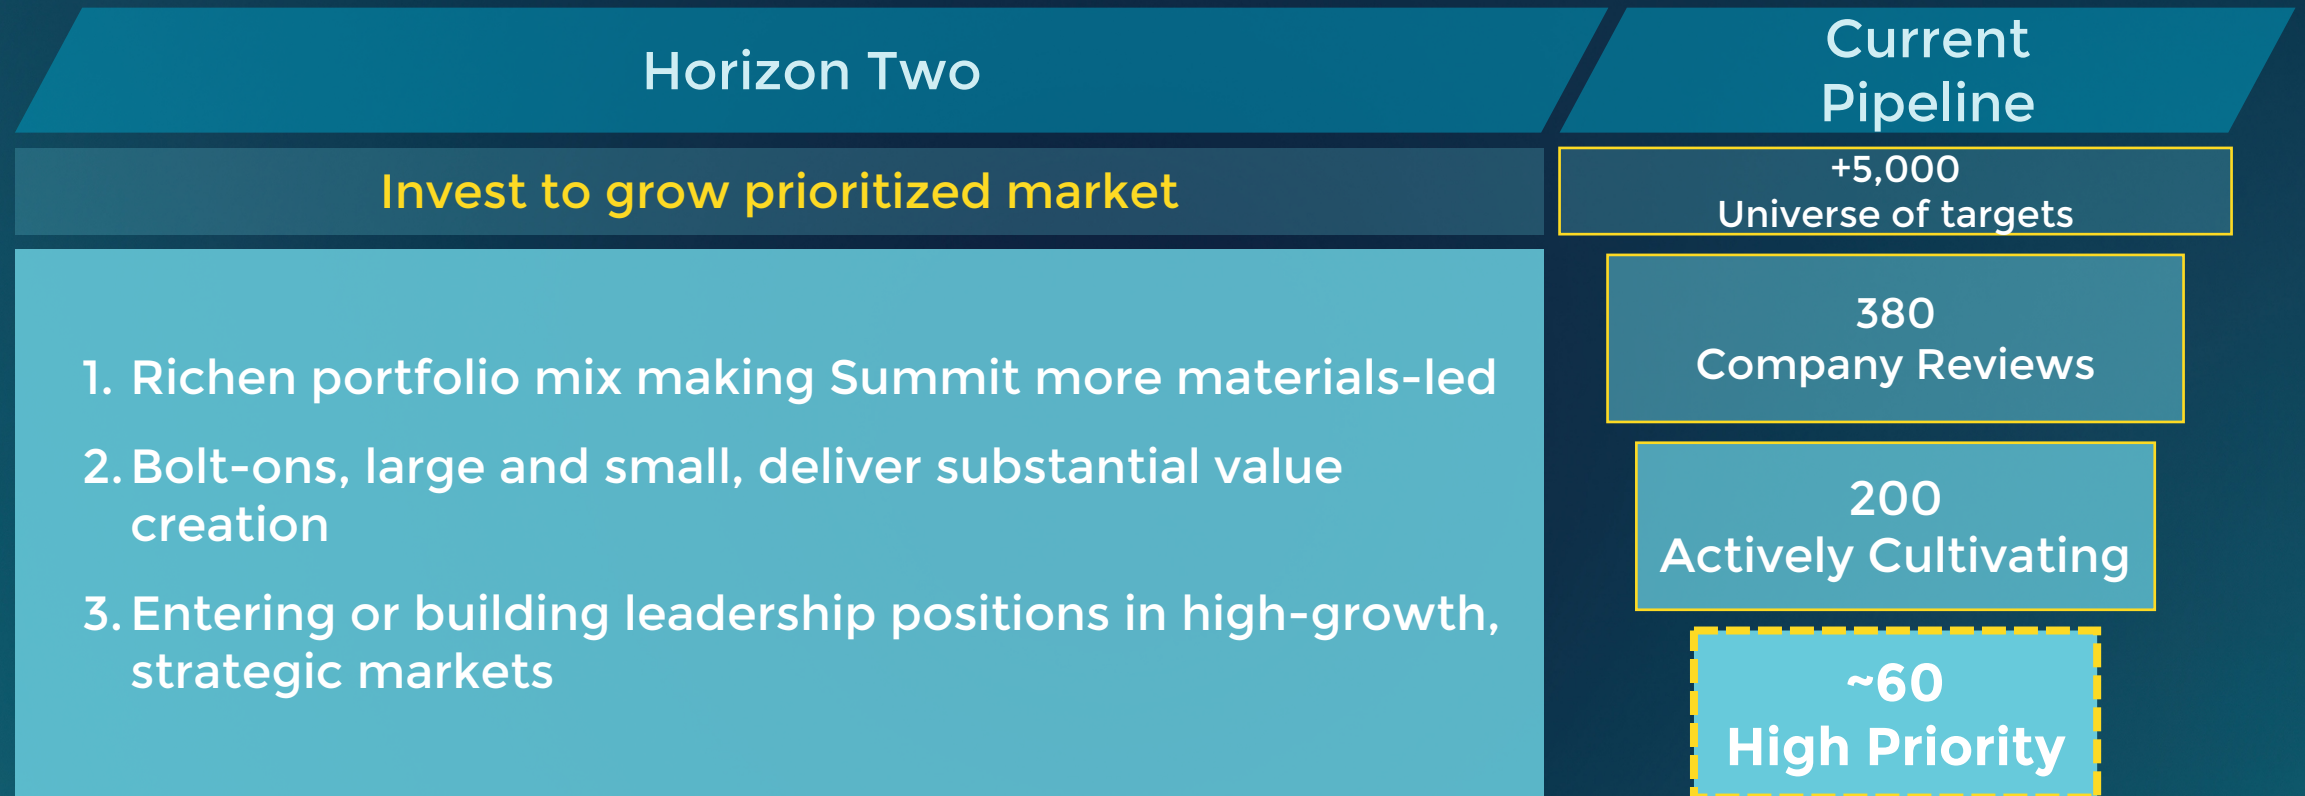 Horizon Two
Invest to grow prioritized market
1. Richen portfolio mix making Summit more materials-led
2. Bolt-ons, large and small, deliver substantial value
creation
3. Entering or building leadership positions in high-growth,
strategic markets
Current
Pipeline
+5,000
Universe of targets
380
Company Reviews
200
Actively Cultivating
~60
High Priority